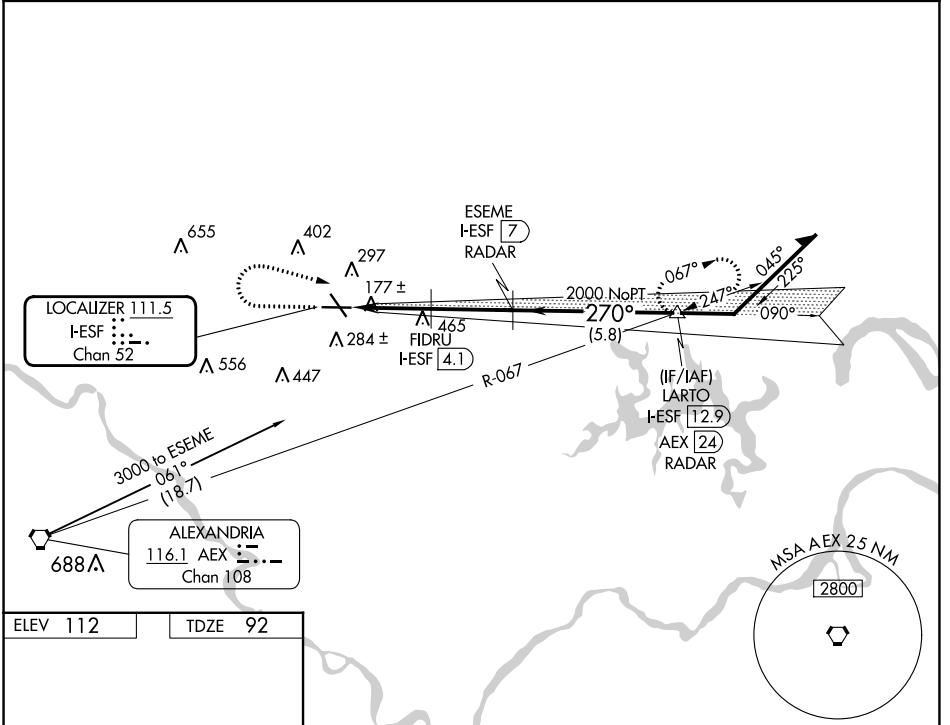 ESEME
I-ESF 7
RADAR
655
402
297
177 ±
2000 NoPT
067°
247°
045°
225°
270°
090°
(5.8)
LOCALIZER 111.5
I-ESF
Chan 52
465
FIDRU
I-ESF 4.1
284 ±
556
447
R-067
(IF/IAF)
LARTO
I-ESF 12.9
AEX 24
RADAR
3000 to ESEME
061°
(18.7)
ALEXANDRIA
116.1 AEX
Chan 108
688
MSA AEX 25 NM
2800
ELEV 112
TDZE 92